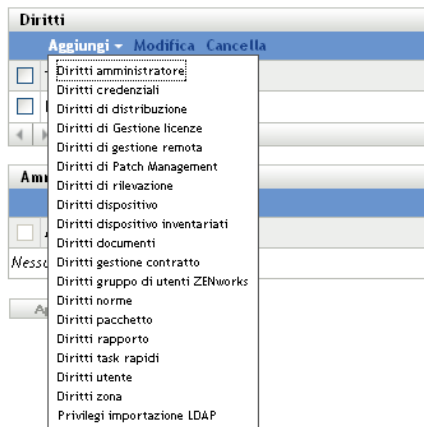 Diritti
Aggiungi Modifica Cancella
Diritti amministratore
Diritti credenziali
Diritti di distribuzione
Diritti di Gestione licenze
Diritti di gestione remota
Diritti di Patch Management
Diritti di rilevazione
Diritti dispositivo
Diritti dispositivo inventariati
Diritti documenti
Diritti gestione contratto
Diritti gruppo di utenti ZENworks
Diritti norme
Diritti pacchetto
Diritti rapporto
Diritti task rapidi
Diritti utente
Diritti zona
Privilegi importazione LDAP